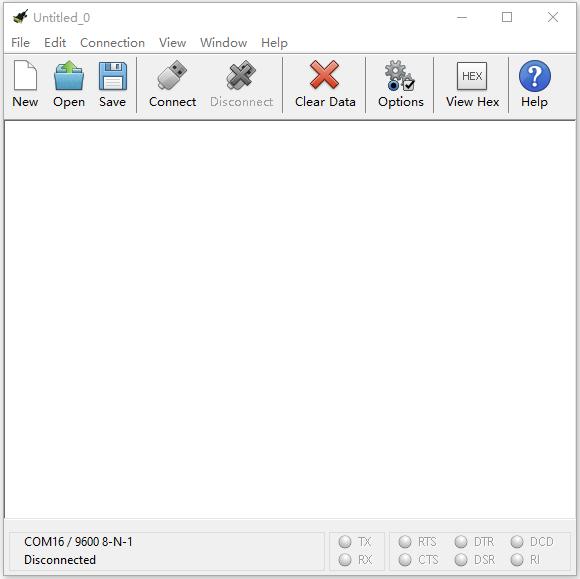 Untitled_0
File Edit Connection View Window Help
HEX
New Open Save Connect Disconnect Clear Data Options View Hex Help
COM16 / 9600 8-N-1
Disconnected
TX
RX
RTS DTR DCD
CTS DSR RI